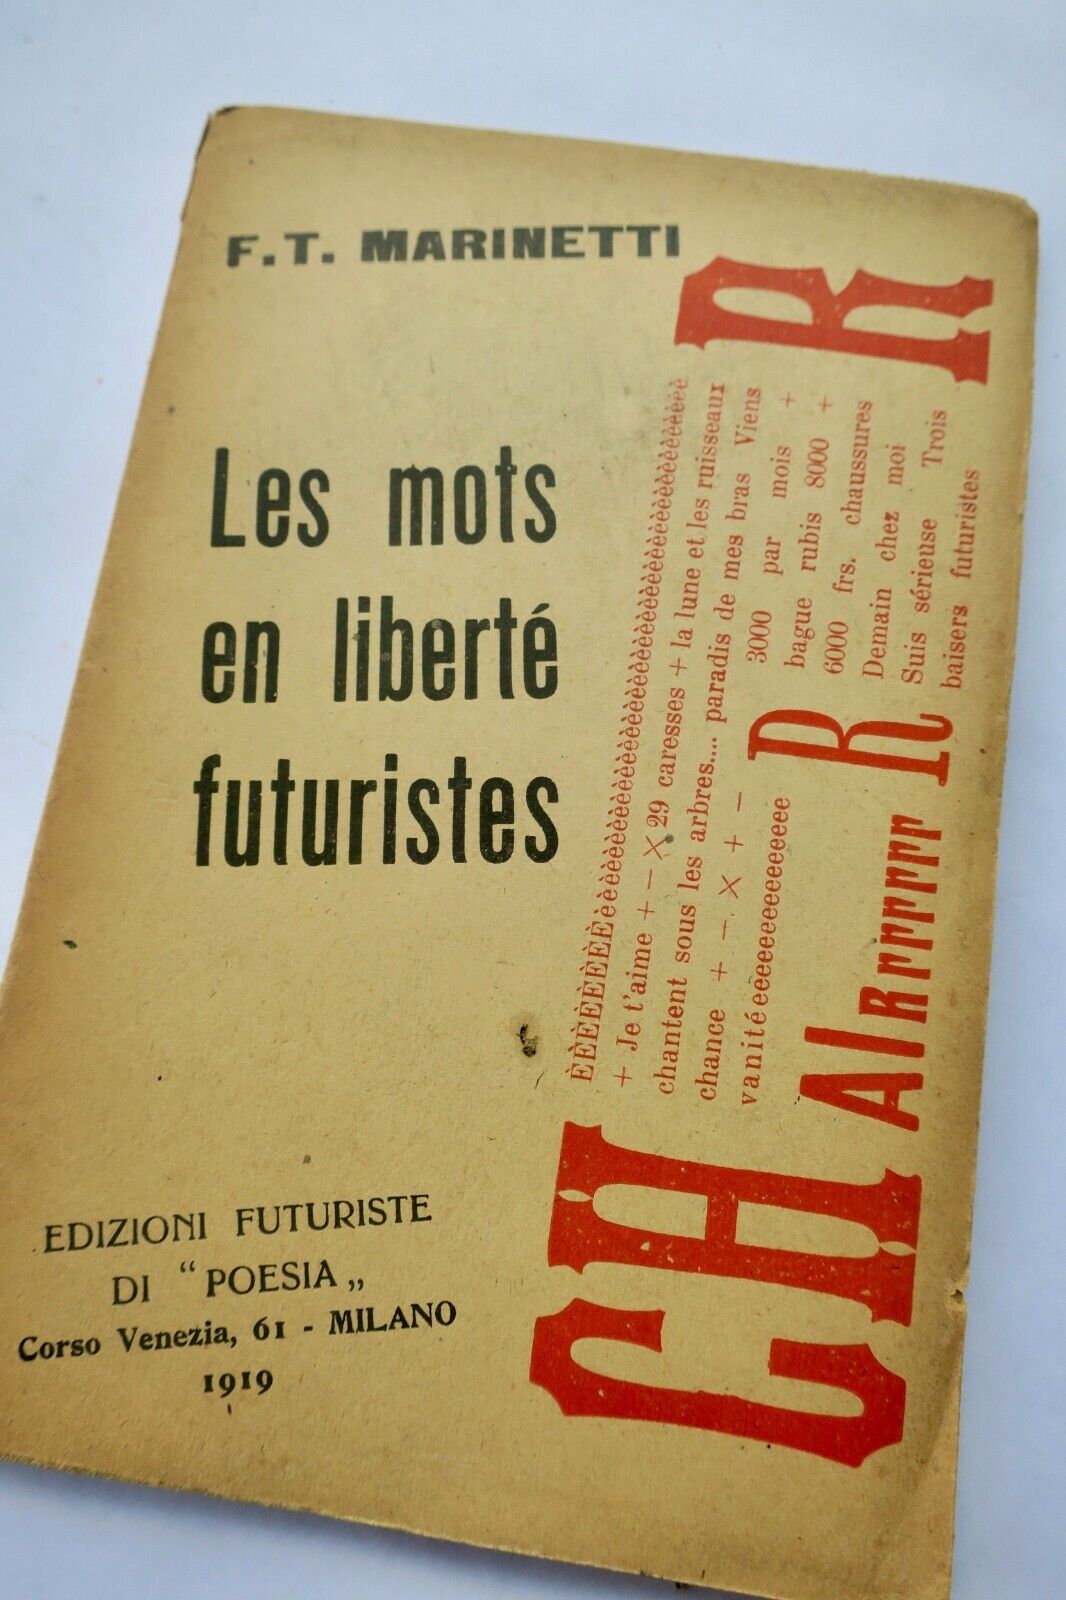 F.T. MARINETTI
Les mots
en liberté
futuristes
EDIZIONI FUTURISTE
DI “POESIA„
Corso Venezia, 61 - MILANO
1919
CHAIRrrrrrrRR
R
ÈÈÈÈÈÈÈÈèèèèèèèèèèèèèèèèèèèèèèèèèèèèèèèè
+ Je t'aime + − × 29 caresses + la lune et les ruisseaux
chantent sous les arbres.... paradis de mes bras Viens
chance + − × + − 3000 par mois +
vanitéeeeeeeeeeeeee bague rubis 8000 +
6000 frs. chaussures
Demain chez moi
Suis sérieuse Trois
baisers futuristes